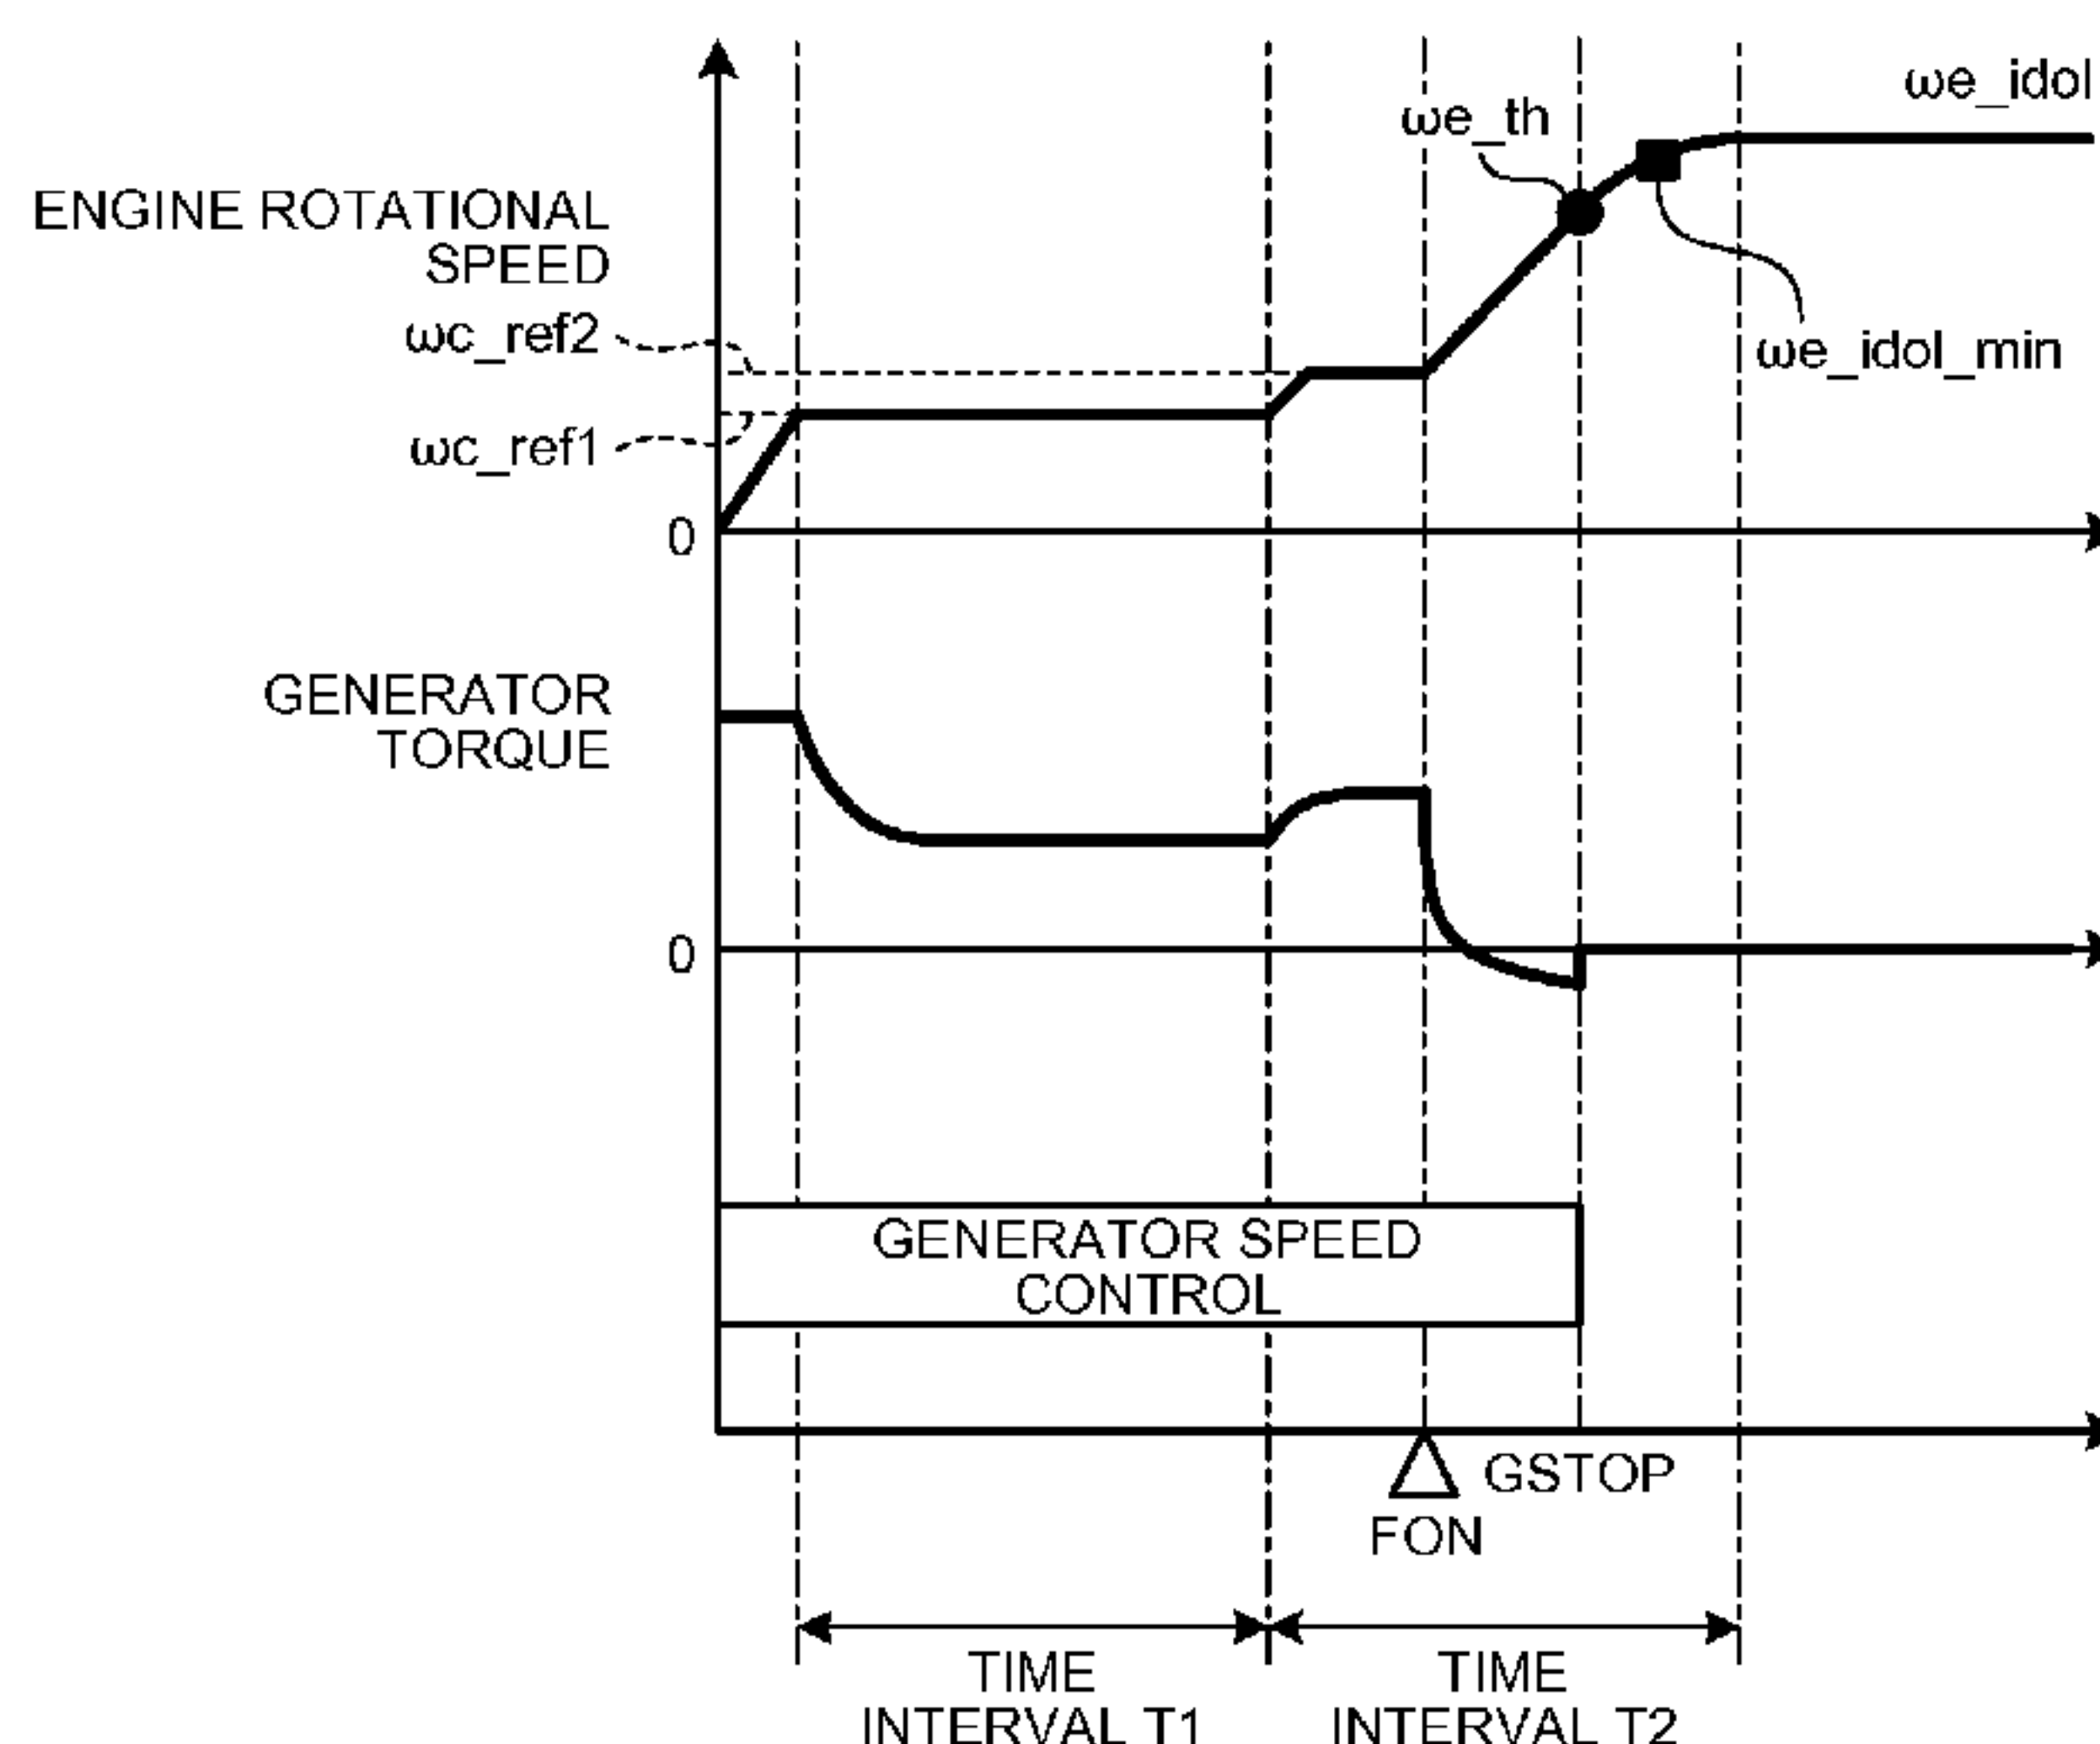 ωe_idol
ωe_th
ENGINE ROTATIONAL
SPEED
ωc_ref2
ωe_idol_min
ωc_ref1
0
GENERATOR
TORQUE
0
GENERATOR SPEED
CONTROL
GSTOP
FON
TIME
INTERVAL T1
TIME
INTERVAL T2